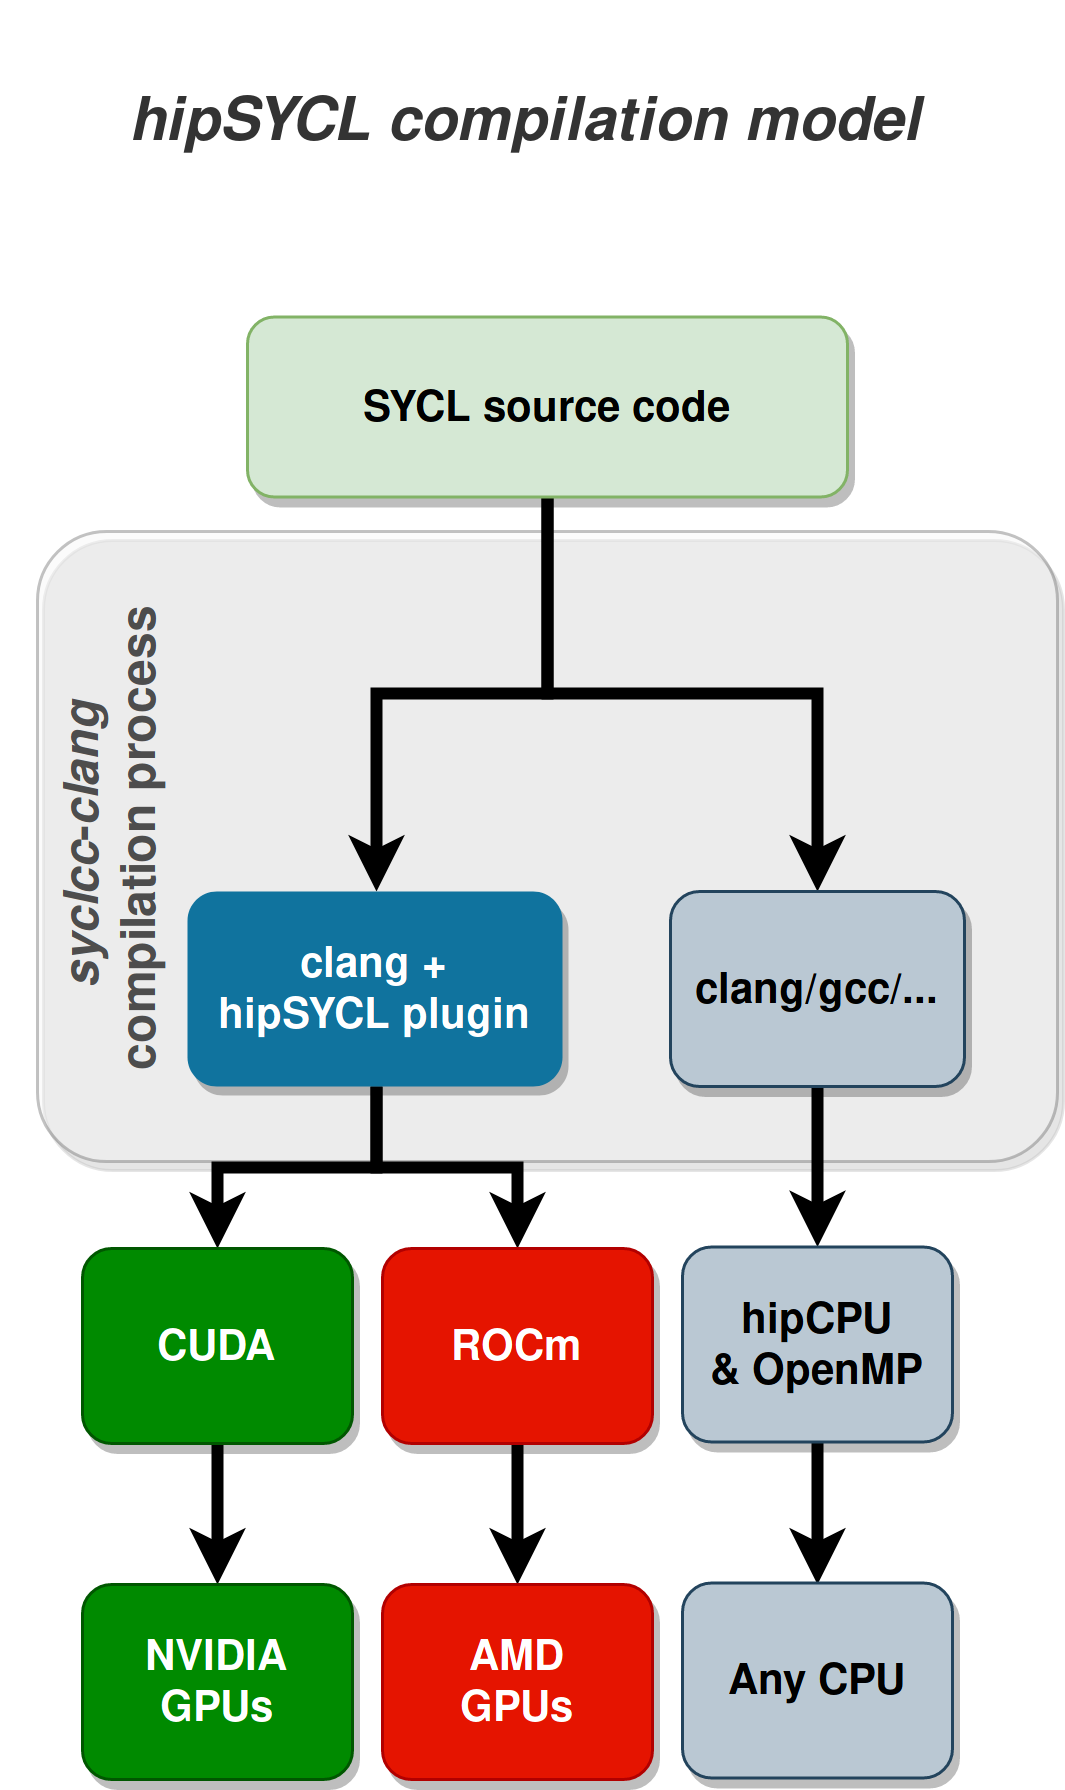 hipSYCL compilation model
SYCL source code
syclcc-clang
compilation process
clang +
hipSYCL plugin
clang/gcc/...
CUDA
ROCm
hipCPU
& OpenMP
NVIDIA
GPUs
AMD
GPUs
Any CPU